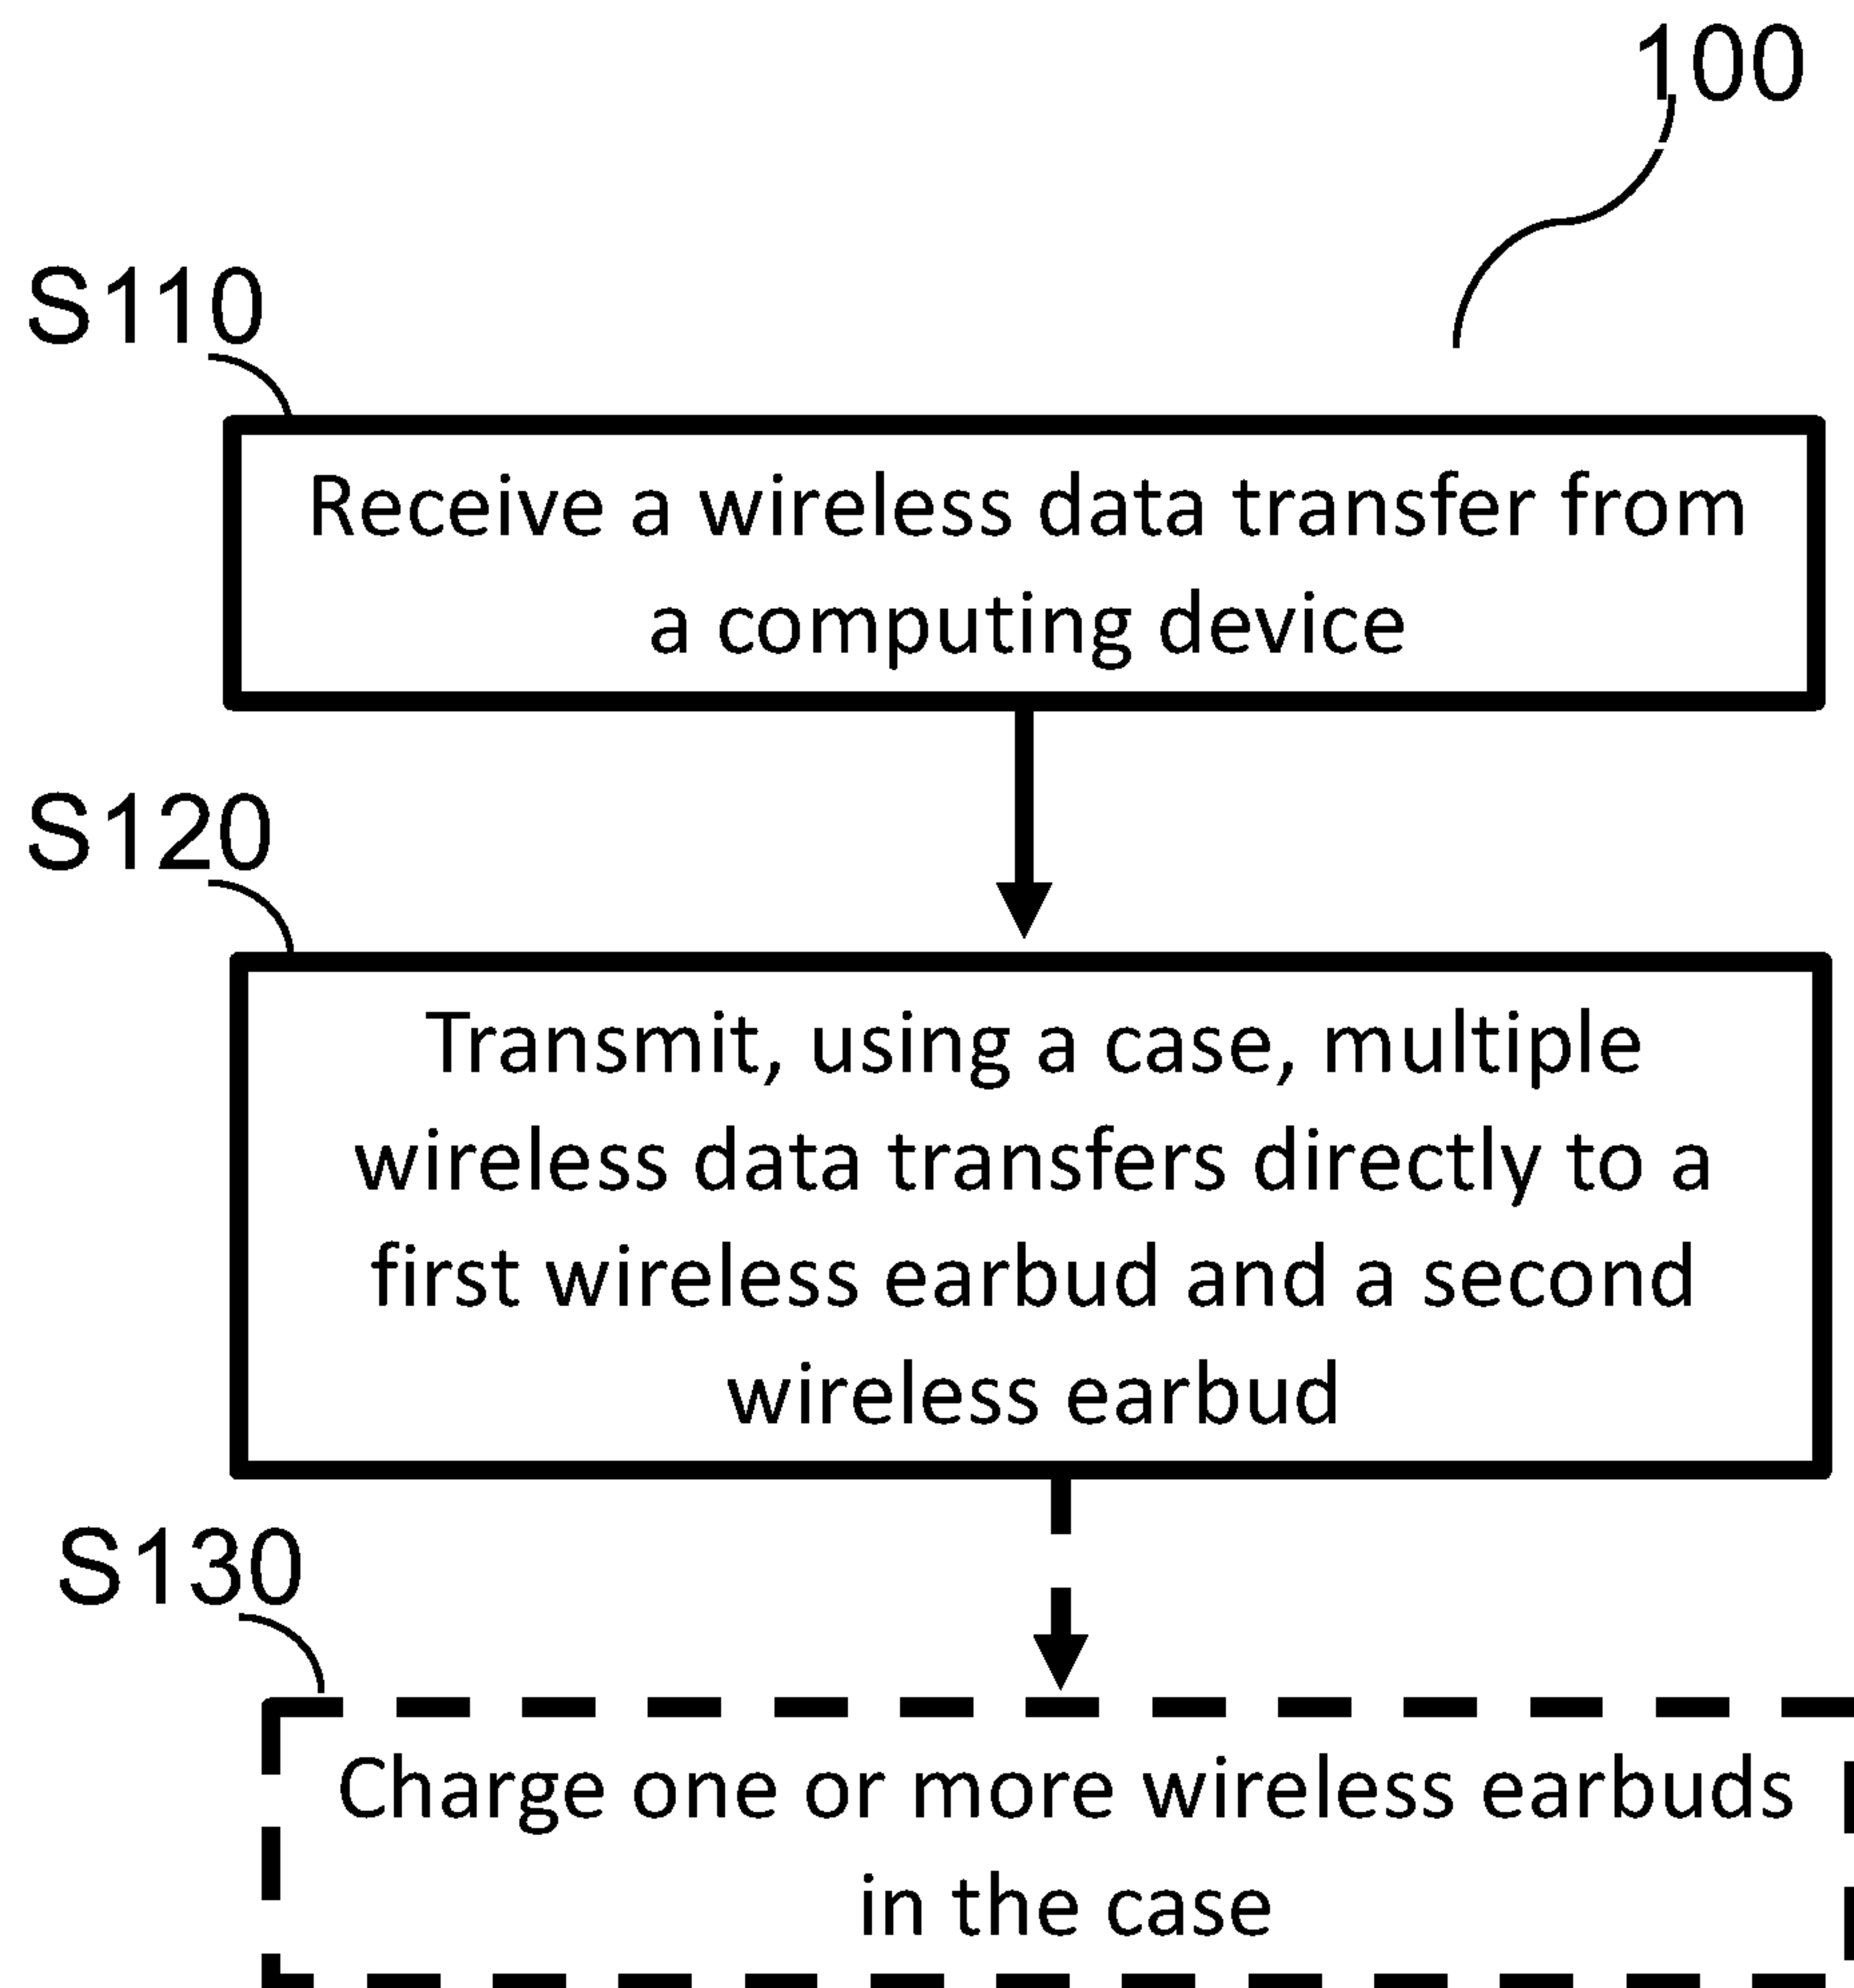 100
S110
Receive a wireless data transfer from
a computing device
S120
Transmit, using a case, multiple
wireless data transfers directly to a
first wireless earbud and a second
wireless earbud
S130
Charge one or more wireless earbuds
in the case